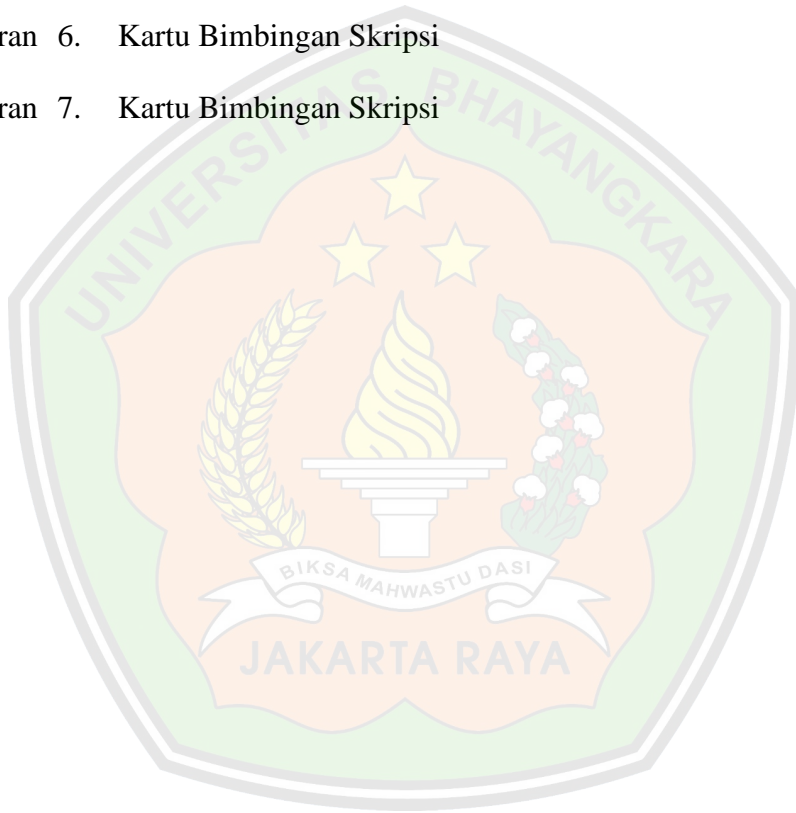 ran 6. Kartu Bimbingan Skripsi
ran 7. Kartu Bimbingan Skripsi
UNIVERSITAS BHAYANGKARA
BIKSA MAHWASTU DASI
JAKARTA RAYA